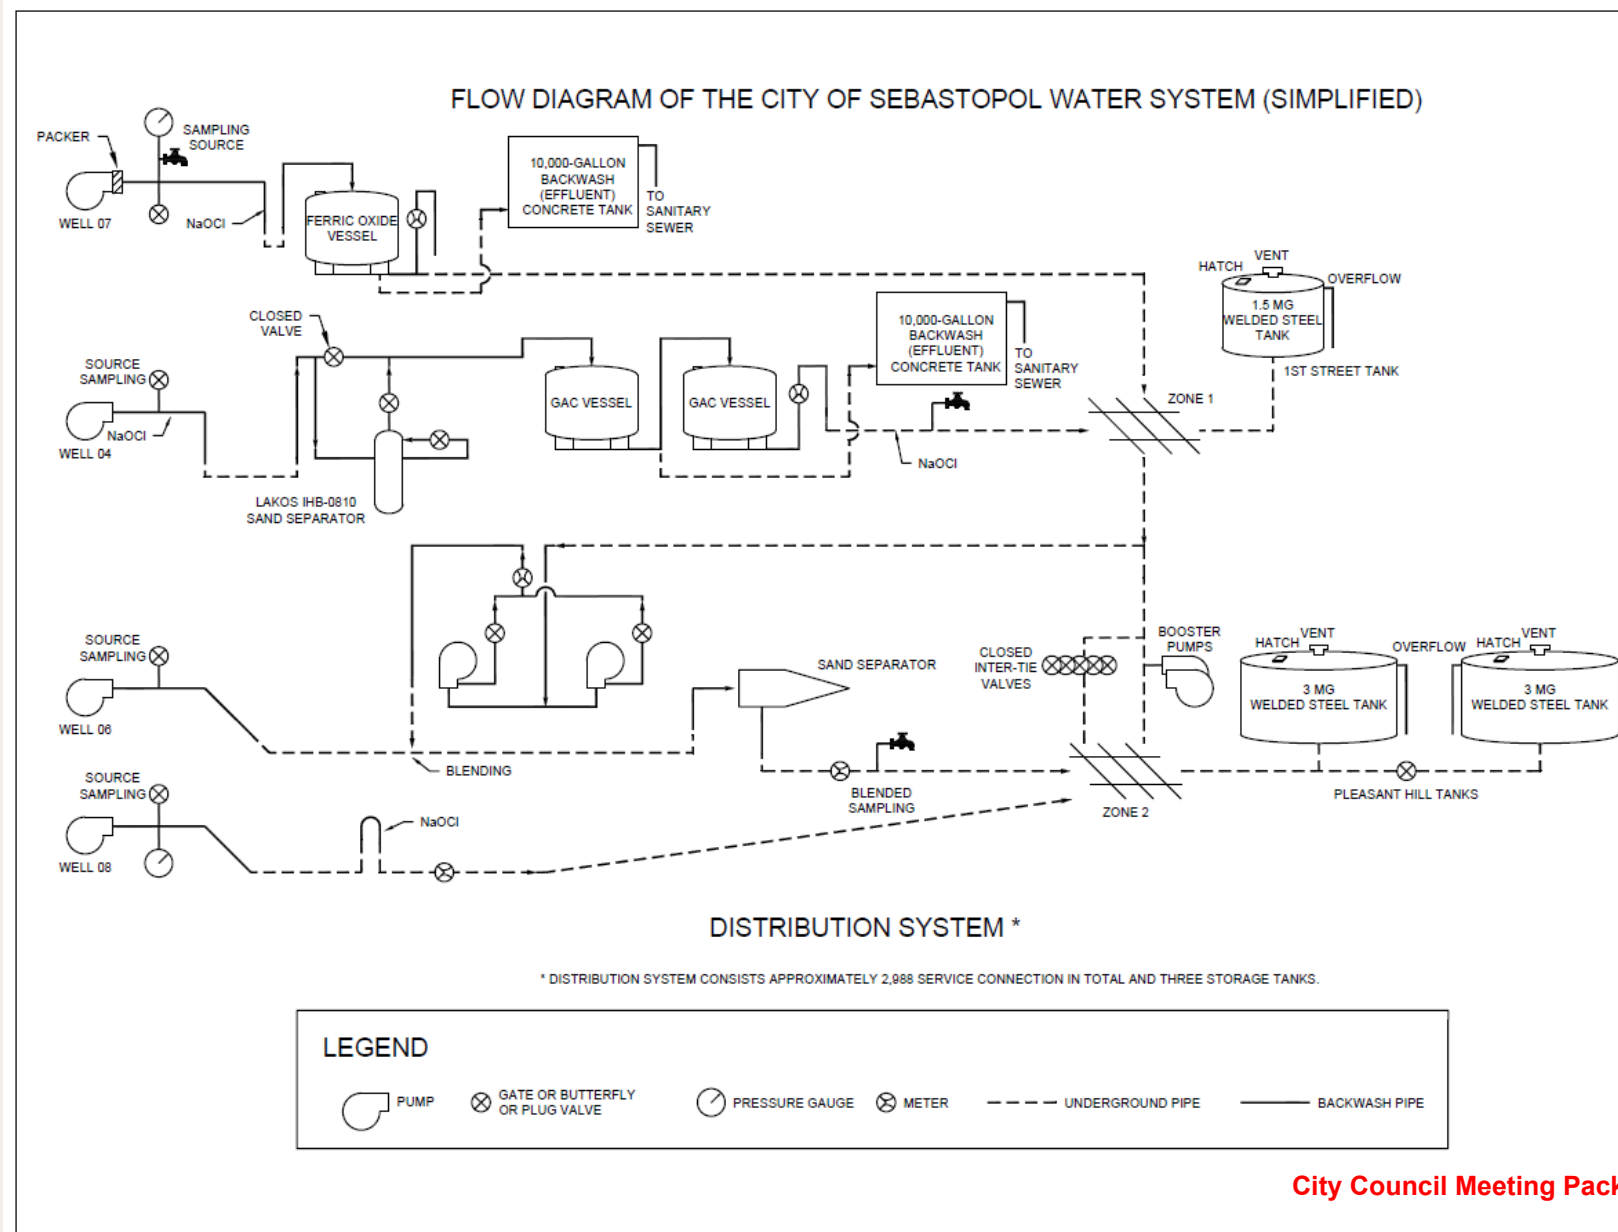 FLOW DIAGRAM OF THE CITY OF SEBASTOPOL WATER SYSTEM (SIMPLIFIED)
PACKER
SAMPLING
SOURCE
WELL 07
NaOCl
FERRIC OXIDE
VESSEL
10,000-GALLON
BACKWASH
(EFFLUENT)
CONCRETE TANK
TO
SANITARY
SEWER
HATCH
VENT
OVERFLOW
1.5 MG
WELDED STEEL
TANK
1ST STREET TANK
CLOSED
VALVE
SOURCE
SAMPLING
NaOCl
WELL 04
LAKOS IHB-0810
SAND SEPARATOR
GAC VESSEL
GAC VESSEL
10,000-GALLON
BACKWASH
(EFFLUENT)
CONCRETE TANK
TO
SANITARY
SEWER
NaOCl
ZONE 1
SOURCE
SAMPLING
WELL 06
BLENDING
SAND SEPARATOR
BLENDED
SAMPLING
CLOSED
INTER-TIE
VALVES
BOOSTER
PUMPS
HATCH
VENT
3 MG
WELDED STEEL TANK
OVERFLOW
HATCH
VENT
3 MG
WELDED STEEL TANK
PLEASANT HILL TANKS
ZONE 2
SOURCE
SAMPLING
WELL 08
NaOCl
DISTRIBUTION SYSTEM *
* DISTRIBUTION SYSTEM CONSISTS APPROXIMATELY 2,988 SERVICE CONNECTION IN TOTAL AND THREE STORAGE TANKS.
LEGEND
PUMP
GATE OR BUTTERFLY
OR PLUG VALVE
PRESSURE GAUGE
METER
UNDERGROUND PIPE
BACKWASH PIPE
City Council Meeting Pack